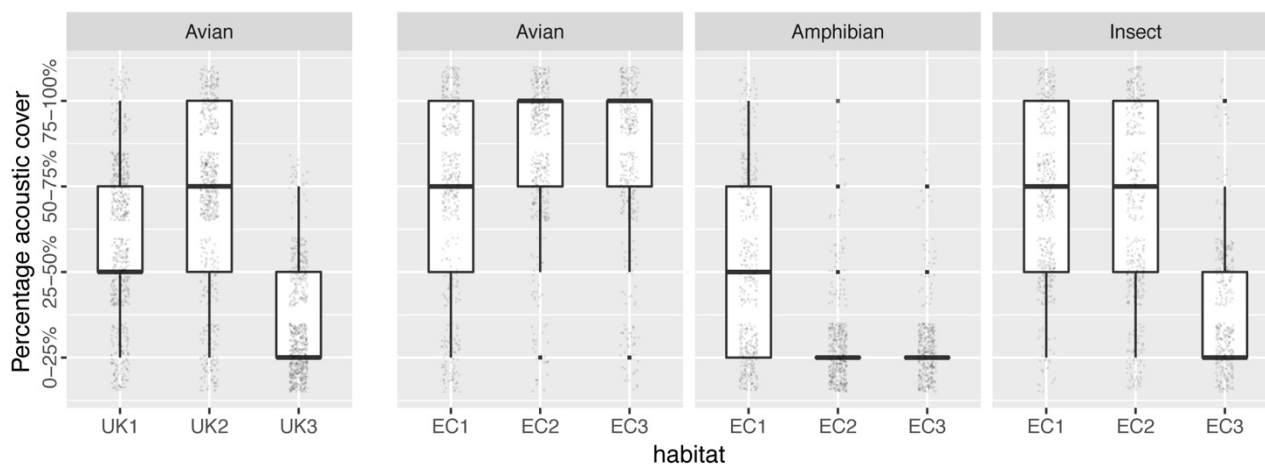 Avian Avian Amphibian Insect
Percentage acoustic cover
75–100%
50–75%
25–50%
0–25%
UK1 UK2 UK3 EC1 EC2 EC3 EC1 EC2 EC3 EC1 EC2 EC3
habitat